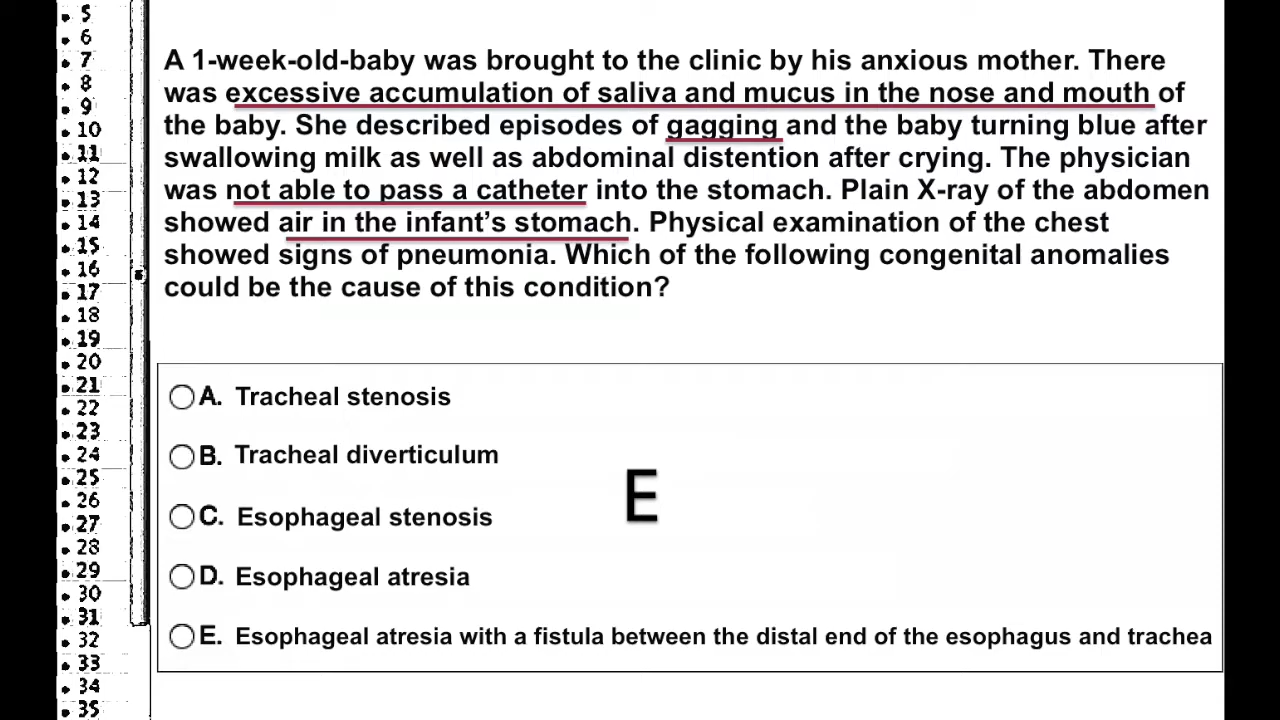 5
6
7
8
9
10
11
12
13
14
15
16
17
18
19
20
21
22
23
24
25
26
27
28
29
30
31
32
33
34
35
A 1-week-old-baby was brought to the clinic by his anxious mother. There
was excessive accumulation of saliva and mucus in the nose and mouth of
the baby. She described episodes of gagging and the baby turning blue after
swallowing milk as well as abdominal distention after crying. The physician
was not able to pass a catheter into the stomach. Plain X-ray of the abdomen
showed air in the infant’s stomach. Physical examination of the chest
showed signs of pneumonia. Which of the following congenital anomalies
could be the cause of this condition?
A. Tracheal stenosis
B. Tracheal diverticulum
E
C. Esophageal stenosis
D. Esophageal atresia
E. Esophageal atresia with a fistula between the distal end of the esophagus and trachea